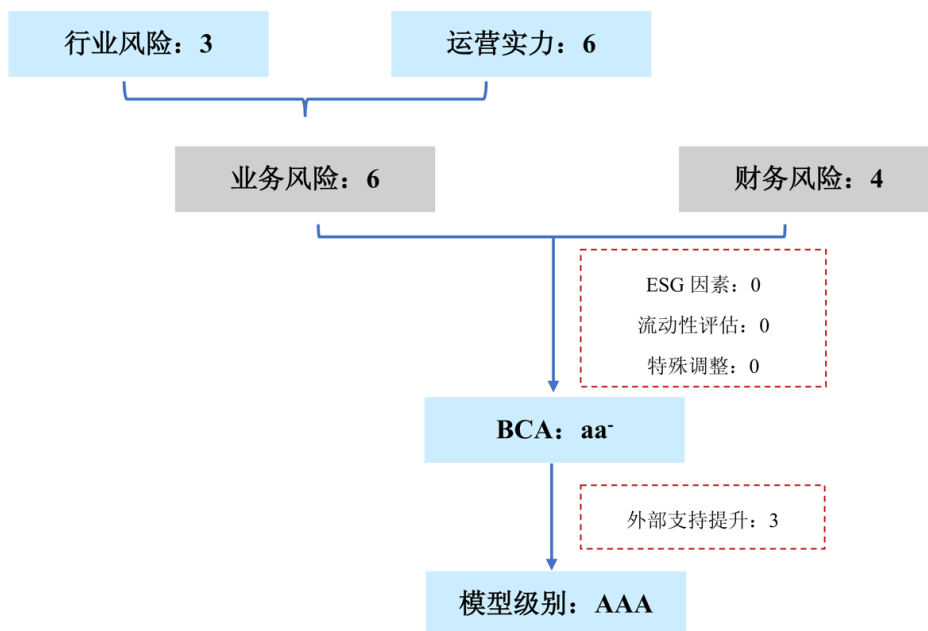 行业风险：3
运营实力：6
业务风险：6
财务风险：4
ESG 因素：0
流动性评估：0
特殊调整：0
BCA：aa-
外部支持提升：3
模型级别：AAA